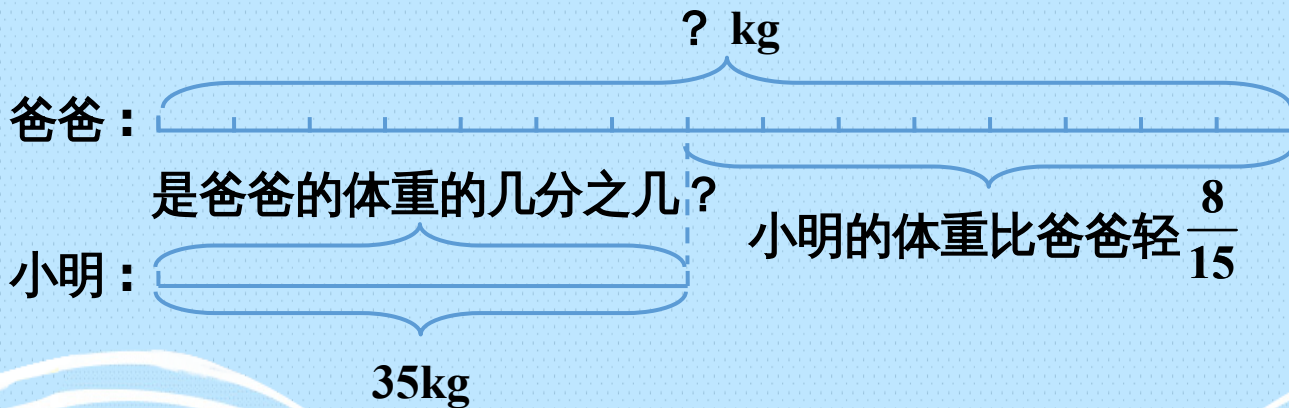 ？ kg
爸爸：
是爸爸的体重的几分之几？
小明的体重比爸爸轻8/15
小明：
35kg